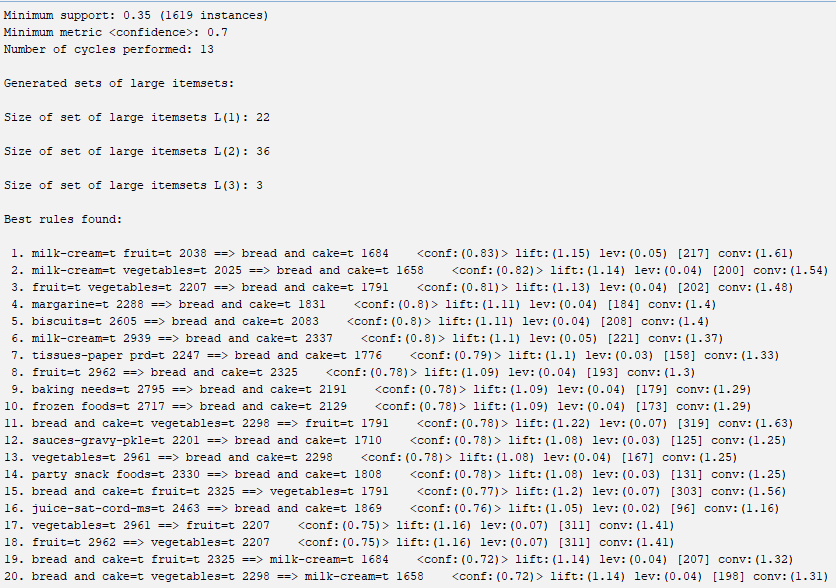 Minimum support: 0.35 (1619 instances)
Minimum metric <confidence>: 0.7
Number of cycles performed: 13
Generated sets of large itemsets:
Size of set of large itemsets L(1): 22
Size of set of large itemsets L(2): 36
Size of set of large itemsets L(3): 3
Best rules found:
1. milk-cream=t fruit=t 2038 ==> bread and cake=t 1684 <conf:(0.83)> lift:(1.15) lev:(0.05) [217] conv:(1.61)
2. milk-cream=t vegetables=t 2025 ==> bread and cake=t 1658 <conf:(0.82)> lift:(1.14) lev:(0.04) [200] conv:(1.54)
3. fruit=t vegetables=t 2207 ==> bread and cake=t 1791 <conf:(0.81)> lift:(1.13) lev:(0.04) [202] conv:(1.48)
4. margarine=t 2288 ==> bread and cake=t 1831 <conf:(0.8)> lift:(1.11) lev:(0.04) [184] conv:(1.4)
5. biscuits=t 2605 ==> bread and cake=t 2083 <conf:(0.8)> lift:(1.11) lev:(0.04) [208] conv:(1.4)
6. milk-cream=t 2939 ==> bread and cake=t 2337 <conf:(0.8)> lift:(1.1) lev:(0.05) [221] conv:(1.37)
7. tissues-paper prd=t 2247 ==> bread and cake=t 1776 <conf:(0.79)> lift:(1.1) lev:(0.03) [158] conv:(1.33)
8. fruit=t 2962 ==> bread and cake=t 2325 <conf:(0.78)> lift:(1.09) lev:(0.04) [193] conv:(1.3)
9. baking needs=t 2795 ==> bread and cake=t 2191 <conf:(0.78)> lift:(1.09) lev:(0.04) [179] conv:(1.29)
10. frozen foods=t 2717 ==> bread and cake=t 2129 <conf:(0.78)> lift:(1.09) lev:(0.04) [173] conv:(1.29)
11. bread and cake=t vegetables=t 2298 ==> fruit=t 1791 <conf:(0.78)> lift:(1.22) lev:(0.07) [319] conv:(1.63)
12. sauces-gravy-pkle=t 2201 ==> bread and cake=t 1710 <conf:(0.78)> lift:(1.08) lev:(0.03) [125] conv:(1.25)
13. vegetables=t 2961 ==> bread and cake=t 2298 <conf:(0.78)> lift:(1.08) lev:(0.04) [167] conv:(1.25)
14. party snack foods=t 2330 ==> bread and cake=t 1808 <conf:(0.78)> lift:(1.08) lev:(0.03) [131] conv:(1.25)
15. bread and cake=t fruit=t 2325 ==> vegetables=t 1791 <conf:(0.77)> lift:(1.2) lev:(0.07) [303] conv:(1.56)
16. juice-sat-cord-ms=t 2463 ==> bread and cake=t 1869 <conf:(0.76)> lift:(1.05) lev:(0.02) [96] conv:(1.16)
17. vegetables=t 2961 ==> fruit=t 2207 <conf:(0.75)> lift:(1.16) lev:(0.07) [311] conv:(1.41)
18. fruit=t 2962 ==> vegetables=t 2207 <conf:(0.75)> lift:(1.16) lev:(0.07) [311] conv:(1.41)
19. bread and cake=t fruit=t 2325 ==> milk-cream=t 1684 <conf:(0.72)> lift:(1.14) lev:(0.04) [207] conv:(1.32)
20. bread and cake=t vegetables=t 2298 ==> milk-cream=t 1658 <conf:(0.72)> lift:(1.14) lev:(0.04) [198] conv:(1.31)